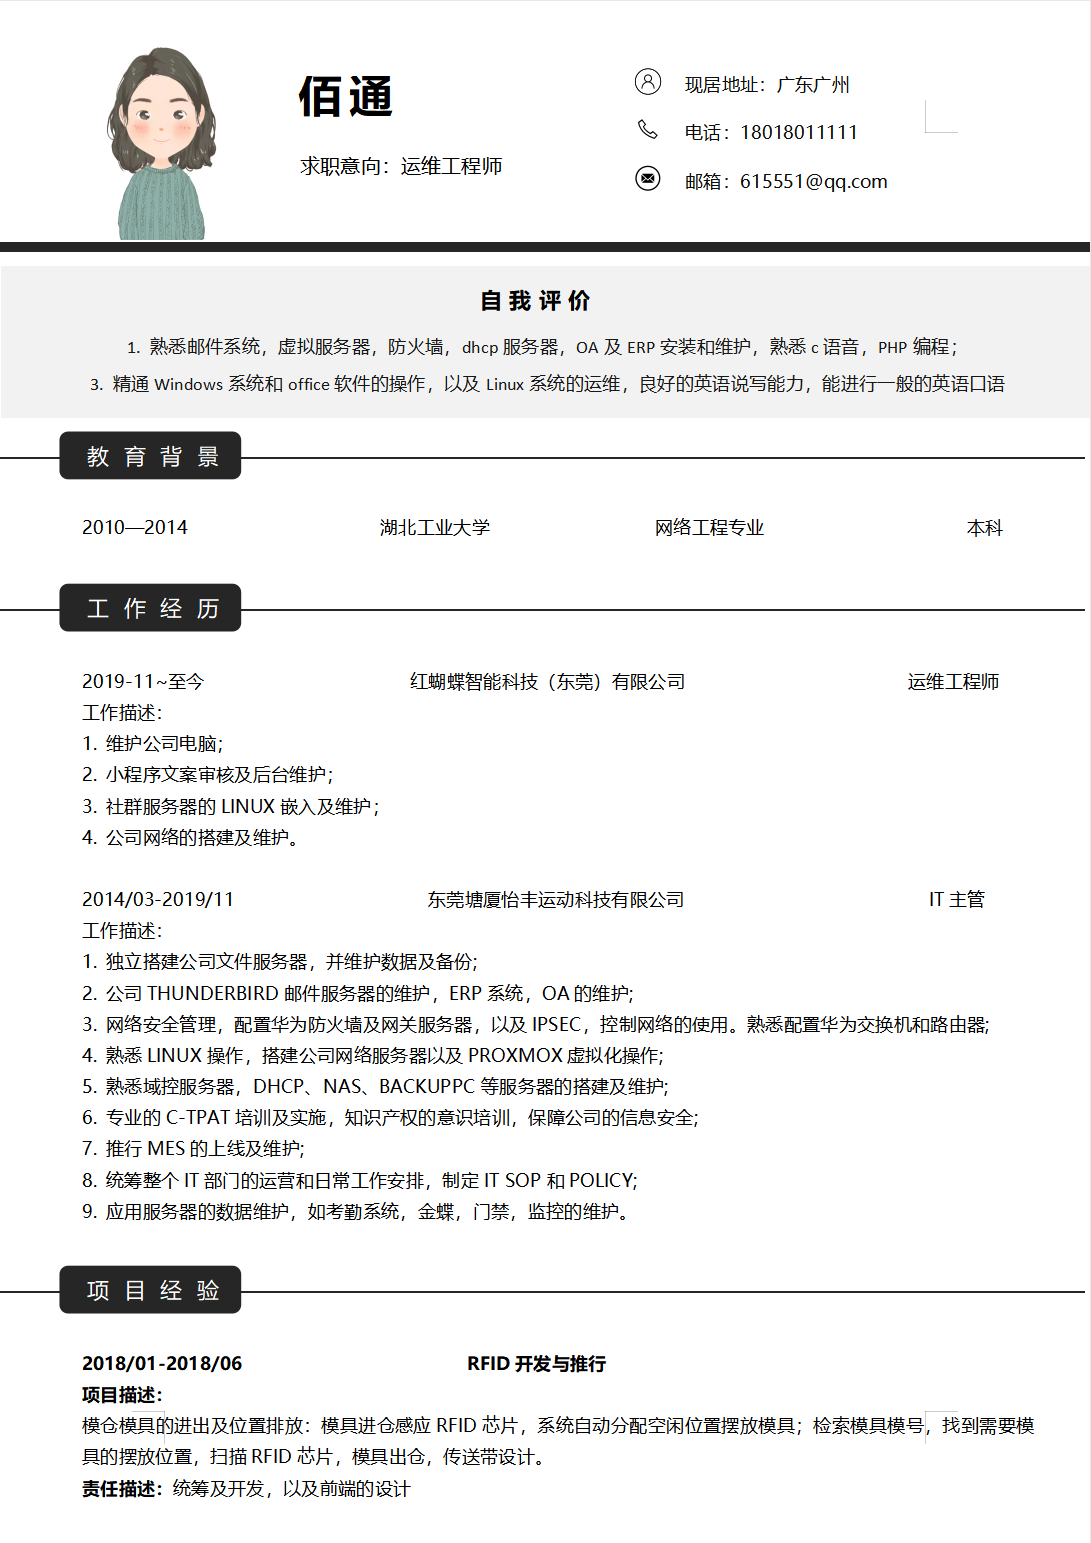 佰通
求职意向：运维工程师
现居地址：广东广州
电话：18018011111
邮箱：615551@qq.com
自我评价
1. 熟悉邮件系统，虚拟服务器，防火墙，dhcp 服务器，OA 及 ERP 安装和维护，熟悉 c 语音，PHP 编程；
3. 精通 Windows 系统和 office 软件的操作，以及 Linux 系统的运维，良好的英语说写能力，能进行一般的英语口语
教育背景
2010—2014 湖北工业大学 网络工程专业 本科
工作经历
2019-11~至今 红蝴蝶智能科技（东莞）有限公司 运维工程师
工作描述：
1. 维护公司电脑；
2. 小程序文案审核及后台维护；
3. 社群服务器的 LINUX 嵌入及维护；
4. 公司网络的搭建及维护。
2014/03-2019/11 东莞塘厦怡丰运动科技有限公司 IT 主管
工作描述：
1. 独立搭建公司文件服务器，并维护数据及备份;
2. 公司 THUNDERBIRD 邮件服务器的维护，ERP 系统，OA 的维护;
3. 网络安全管理，配置华为防火墙及网关服务器，以及 IPSEC，控制网络的使用。熟悉配置华为交换机和路由器;
4. 熟悉 LINUX 操作，搭建公司网络服务器以及 PROXMOX 虚拟化操作;
5. 熟悉域控服务器，DHCP、NAS、BACKUPPC 等服务器的搭建及维护;
6. 专业的 C-TPAT 培训及实施，知识产权的意识培训，保障公司的信息安全;
7. 推行 MES 的上线及维护;
8. 统筹整个 IT 部门的运营和日常工作安排，制定 IT SOP 和 POLICY;
9. 应用服务器的数据维护，如考勤系统，金蝶，门禁，监控的维护。
项目经验
2018/01-2018/06 RFID 开发与推行
项目描述：
模仓模具的进出及位置排放：模具进仓感应 RFID 芯片，系统自动分配空闲位置摆放模具；检索模具模号，找到需要模
具的摆放位置，扫描 RFID 芯片，模具出仓，传送带设计。
责任描述：统筹及开发，以及前端的设计